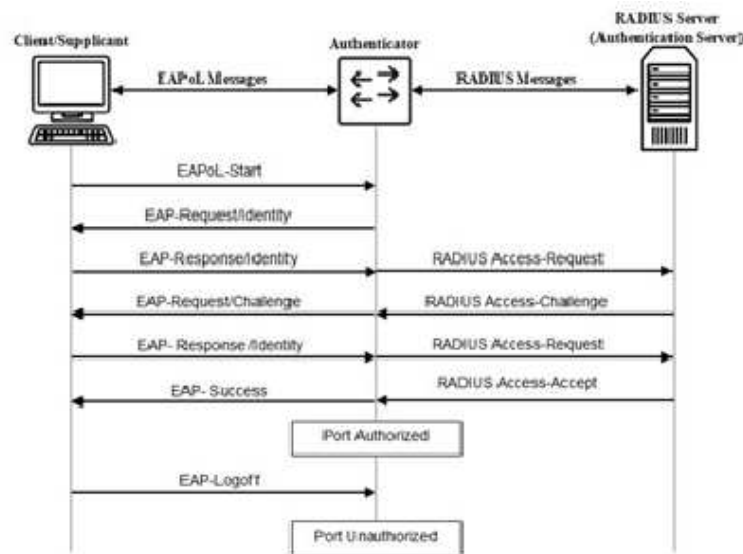 RADIUS Server
(Authentication Server)
Client/Supplicant
Authenticator
EAPoL Messages
RADIUS Messages
EAPoL-Start
EAP-Request/Identity
EAP-Response/Identity
RADIUS Access-Request
EAP-Request/Challenge
RADIUS Access-Challenge
EAP- Response /Identity
RADIUS Access-Request
EAP- Success
RADIUS Access-Accept
Port Authorized
EAP-Logoff
Port Unauthorized